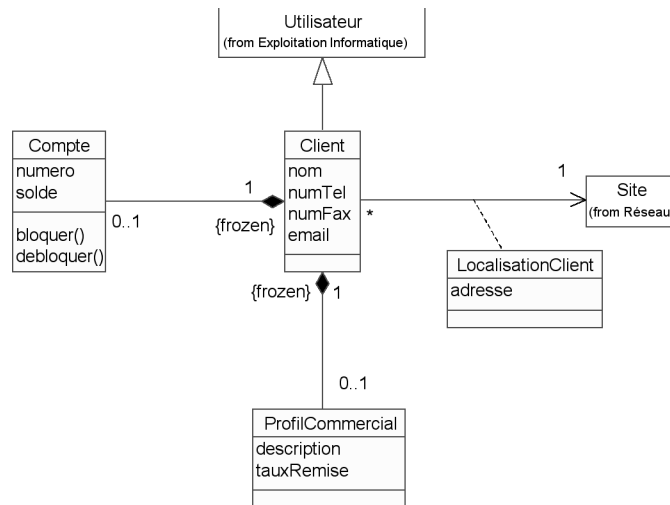 Utilisateur
(from Exploitation Informatique)
Compte
numero
solde
bloquer()
debloquer()
0..1
1
{frozen}
Client
nom
numTel
numFax
email
*
1
Site
(from Réseau
LocalisationClient
adresse
{frozen}
1
0..1
ProfilCommercial
description
tauxRemise